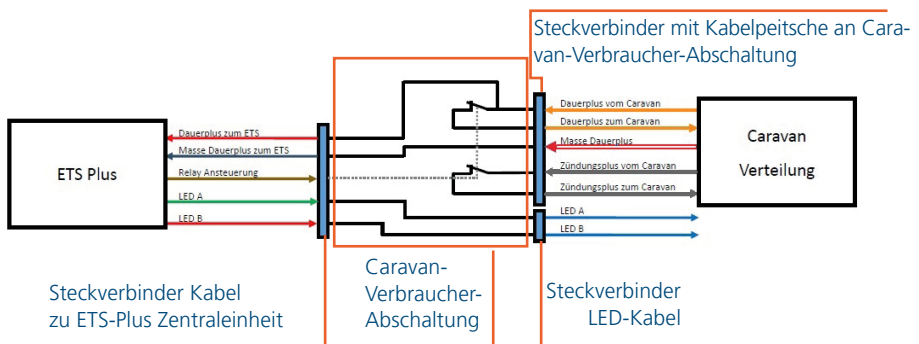 Steckverbinder mit Kabelpeitsche an Cara-
van-Verbraucher-Abschaltung
ETS Plus
Dauerplus zum ETS
Masse Dauerplus zum ETS
Relay Ansteuerung
LED A
LED B
Dauerplus vom Caravan
Dauerplus zum Caravan
Masse Dauerplus
Zündungsplus vom Caravan
Zündungsplus zum Caravan
LED A
LED B
Caravan
Verteilung
Steckverbinder Kabel
zu ETS-Plus Zentraleinheit
Caravan-
Verbraucher-
Abschaltung
Steckverbinder
LED-Kabel